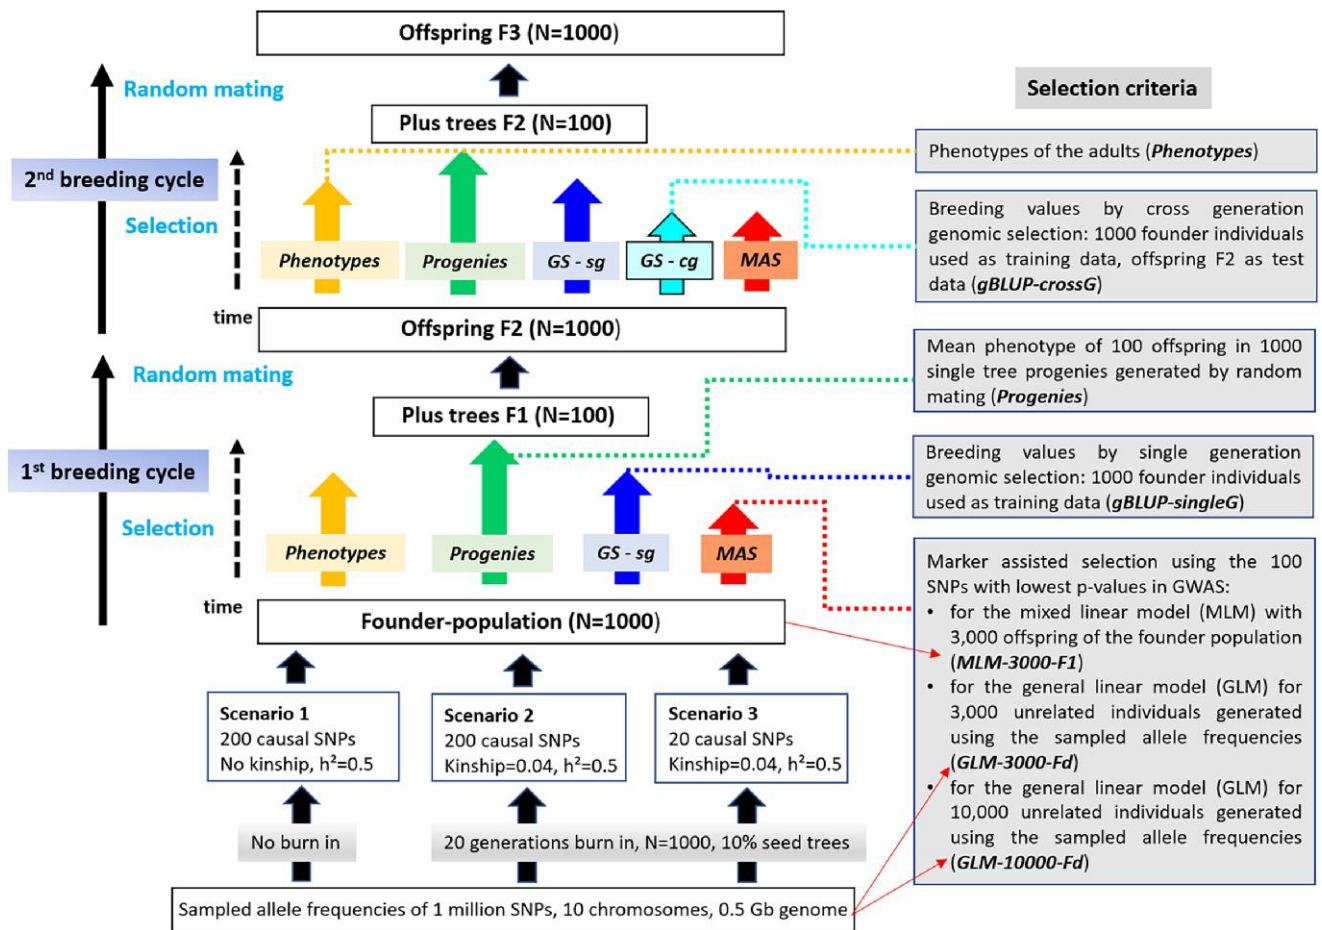 Offspring F3 (N=1000)
Random mating
Plus trees F2 (N=100)
2nd breeding cycle
Selection
Phenotypes
Progenies
GS - sg
GS - cg
MAS
time
Offspring F2 (N=1000)
Random mating
Plus trees F1 (N=100)
1st breeding cycle
Selection
Phenotypes
Progenies
GS - sg
MAS
time
Founder-population (N=1000)
Scenario 1
200 causal SNPs
No kinship, h²=0.5
Scenario 2
200 causal SNPs
Kinship=0.04, h²=0.5
Scenario 3
20 causal SNPs
Kinship=0.04, h²=0.5
No burn in
20 generations burn in, N=1000, 10% seed trees
Sampled allele frequencies of 1 million SNPs, 10 chromosomes, 0.5 Gb genome
Selection criteria
Phenotypes of the adults (Phenotypes)
Breeding values by cross generation
genomic selection: 1000 founder individuals
used as training data, offspring F2 as test
data (gBLUP-crossG)
Mean phenotype of 100 offspring in 1000
single tree progenies generated by random
mating (Progenies)
Breeding values by single generation
genomic selection: 1000 founder individuals
used as training data (gBLUP-singleG)
Marker assisted selection using the 100
SNPs with lowest p-values in GWAS:
• for the mixed linear model (MLM) with
3,000 offspring of the founder population
(MLM-3000-F1)
• for the general linear model (GLM) for
3,000 unrelated individuals generated
using the sampled allele frequencies
(GLM-3000-Fd)
• for the general linear model (GLM) for
10,000 unrelated individuals generated
using the sampled allele frequencies
(GLM-10000-Fd)